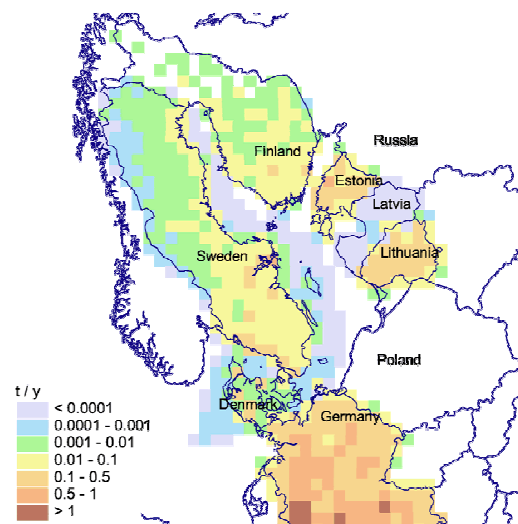 Russia
Finland
Estonia
Latvia
Sweden
Lithuania
Poland
Denmark
Germany
t / y
< 0.0001
0.0001 - 0.001
0.001 - 0.01
0.01 - 0.1
0.1 - 0.5
0.5 - 1
> 1